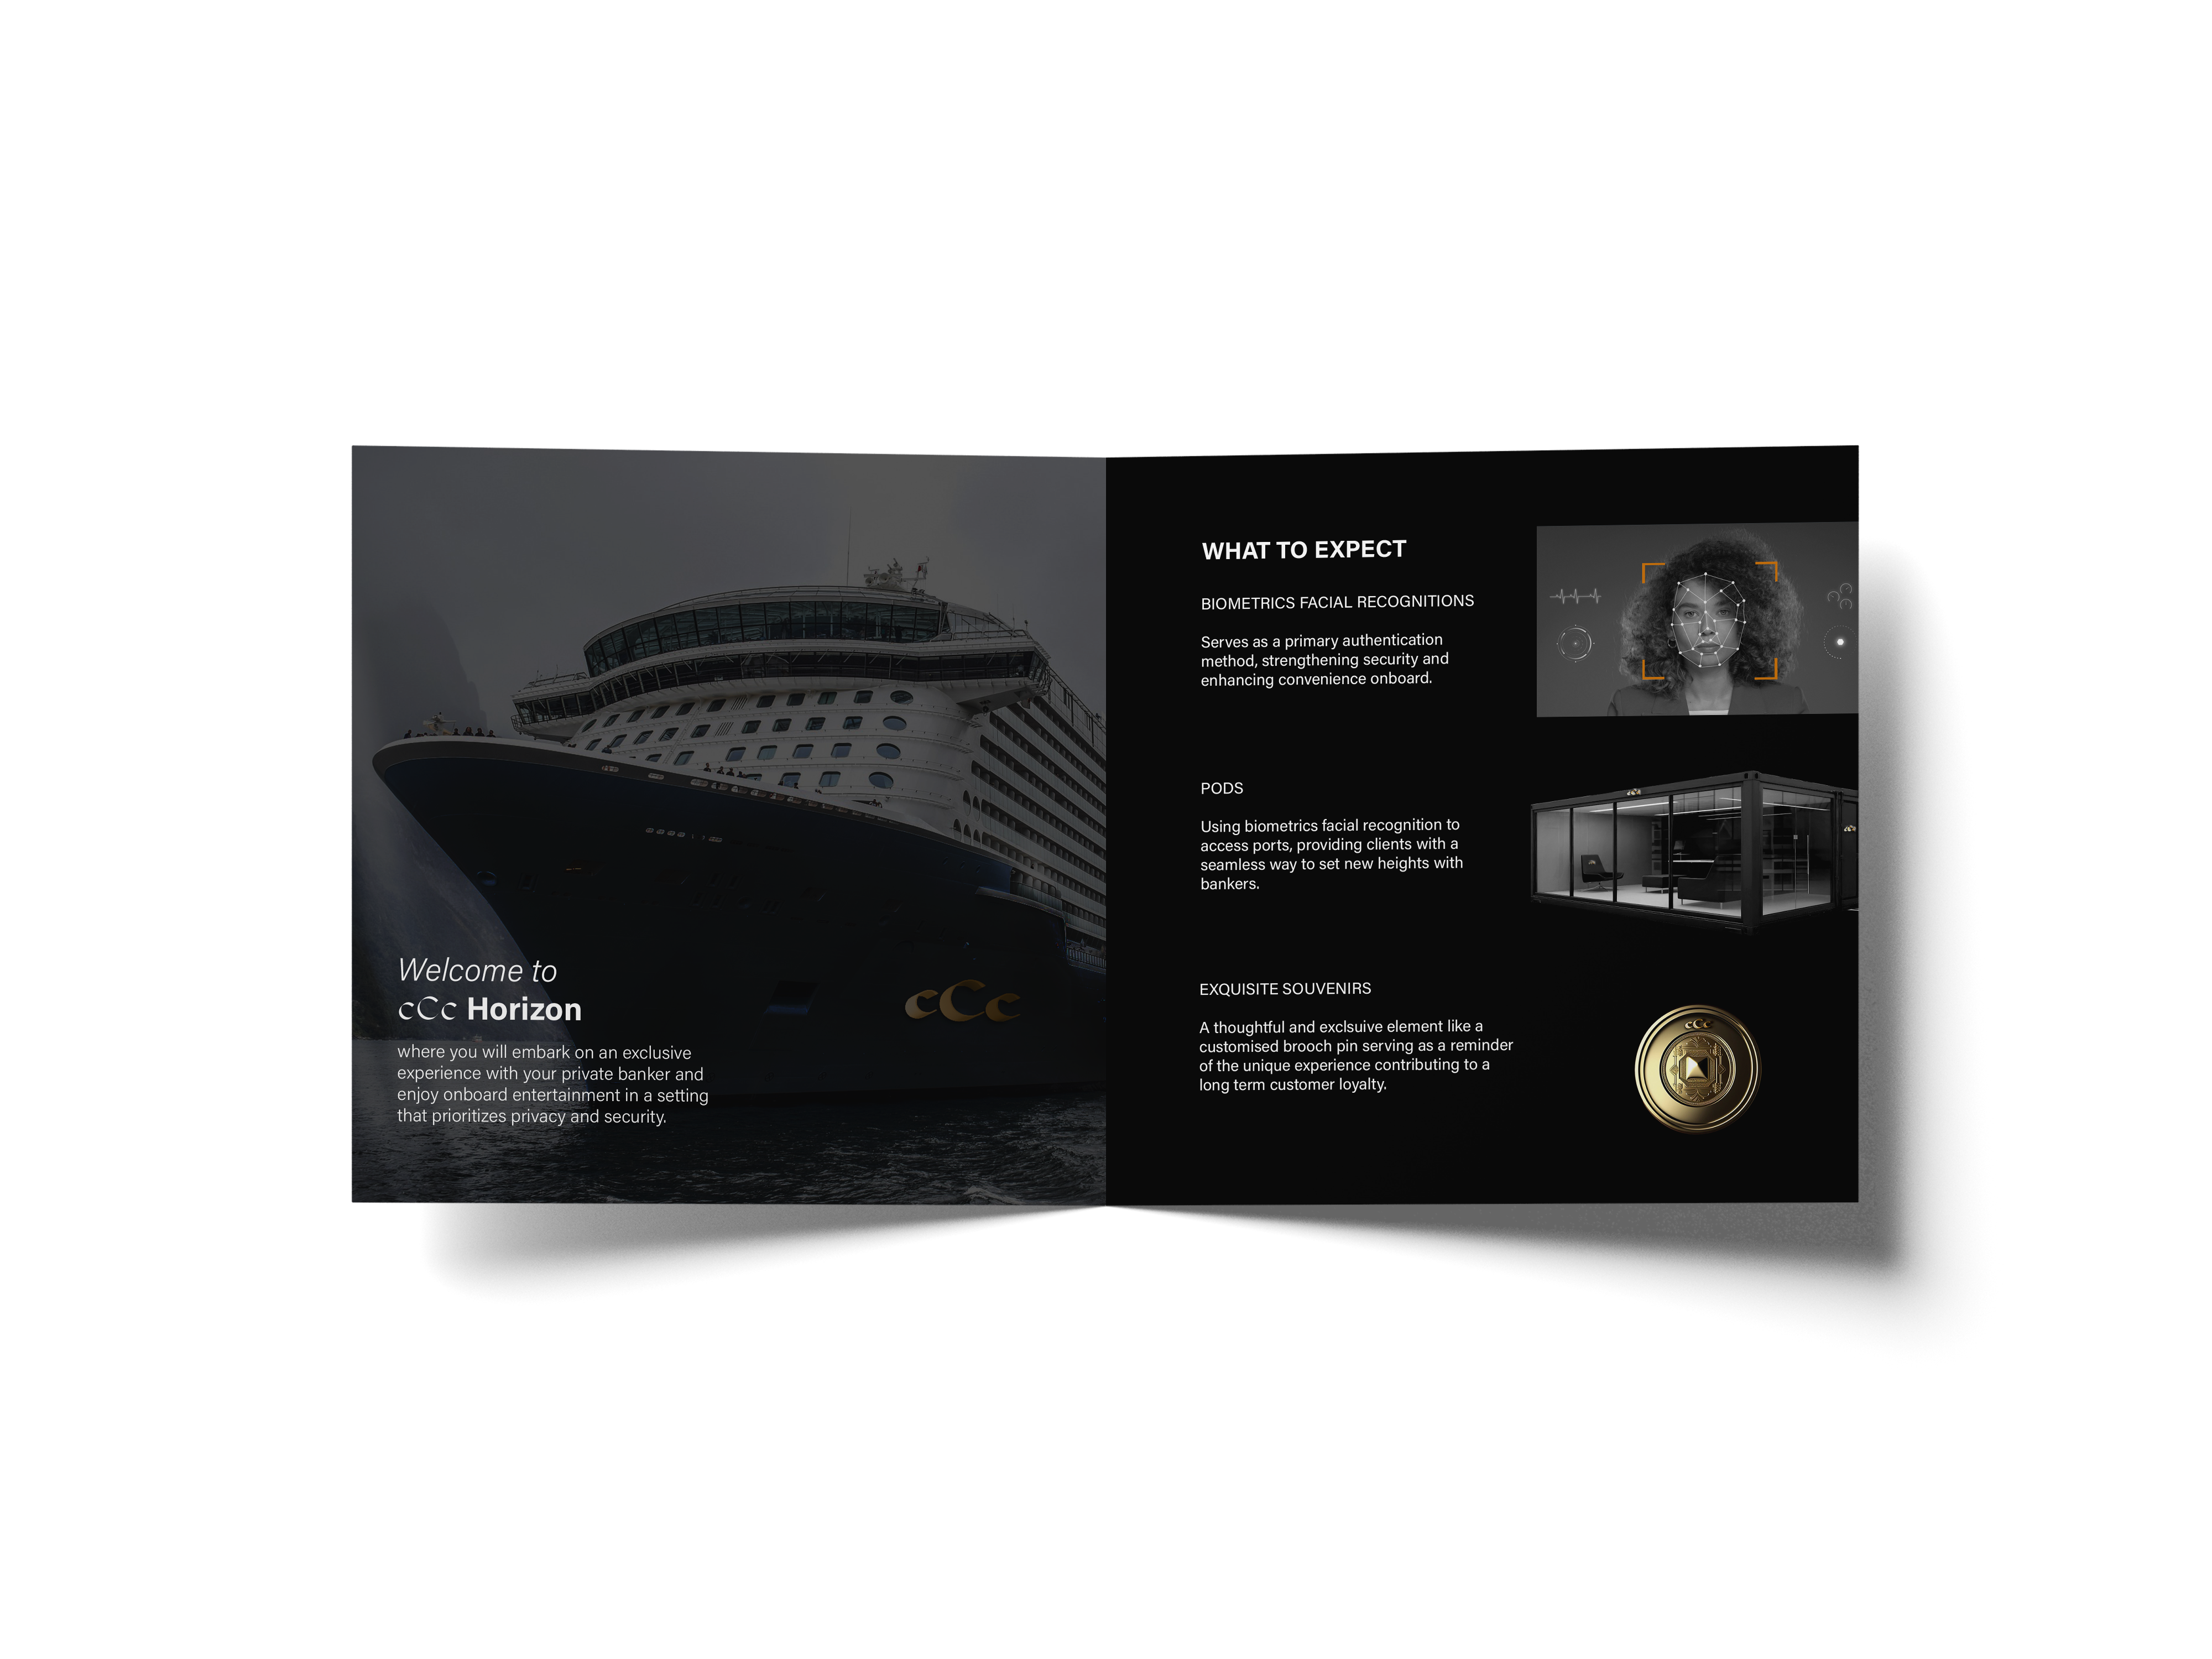 Welcome to
cCc Horizon
where you will embark on an exclusive
experience with your private banker and
enjoy onboard entertainment in a setting
that prioritizes privacy and security.
cCc
WHAT TO EXPECT
BIOMETRICS FACIAL RECOGNITIONS
Serves as a primary authentication
method, strengthening security and
enhancing convenience onboard.
PODS
Using biometrics facial recognition to
access ports, providing clients with a
seamless way to set new heights with
bankers.
cCc
EXQUISITE SOUVENIRS
A thoughtful and exclsuive element like a
customised brooch pin serving as a reminder
of the unique experience contributing to a
long term customer loyalty.
cCc